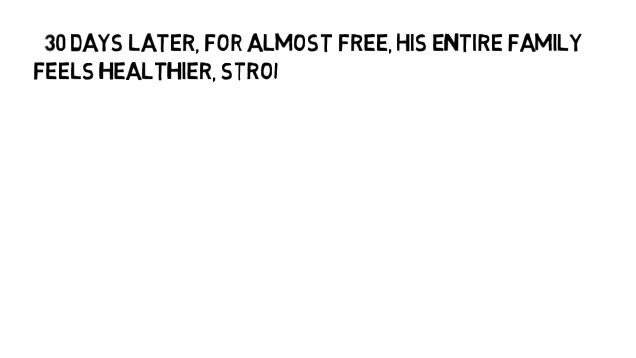 30 DAYS LATER, FOR ALMOST FREE, HIS ENTIRE FAMILY
FEELS HEALTHIER,